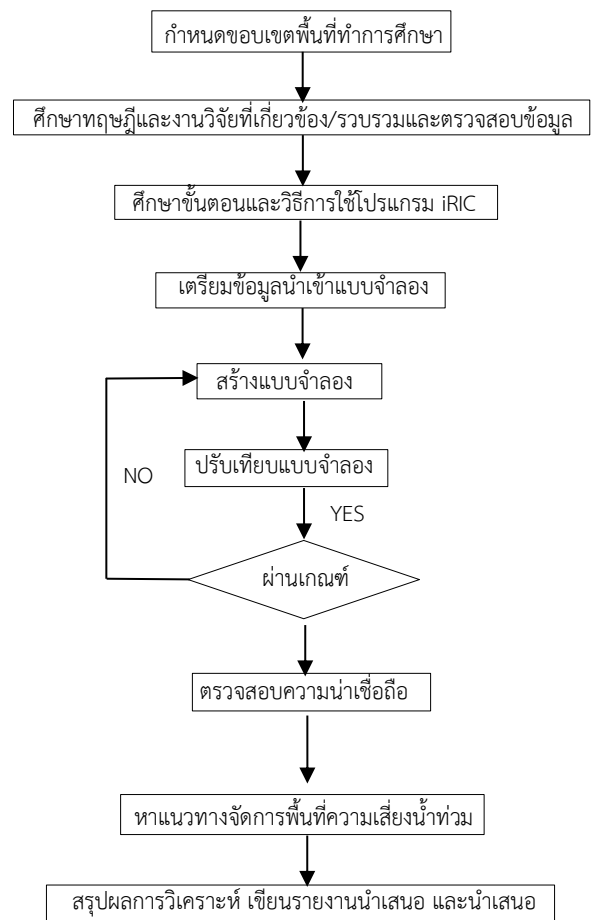 กำหนดขอบเขตพื้นที่ทำการศึกษา
ศึกษาทฤษฎีและงานวิจัยที่เกี่ยวข้อง/รวบรวมและตรวจสอบข้อมูล
ศึกษาขั้นตอนและวิธีการใช้โปรแกรม iRIC
เตรียมข้อมูลนำเข้าแบบจำลอง
สร้างแบบจำลอง
ปรับเทียบแบบจำลอง
NO
YES
ผ่านเกณฑ์
ตรวจสอบความน่าเชื่อถือ
หาแนวทางจัดการพื้นที่ความเสี่ยงน้ำท่วม
สรุปผลการวิเคราะห์ เขียนรายงานนำเสนอ และนำเสนอ